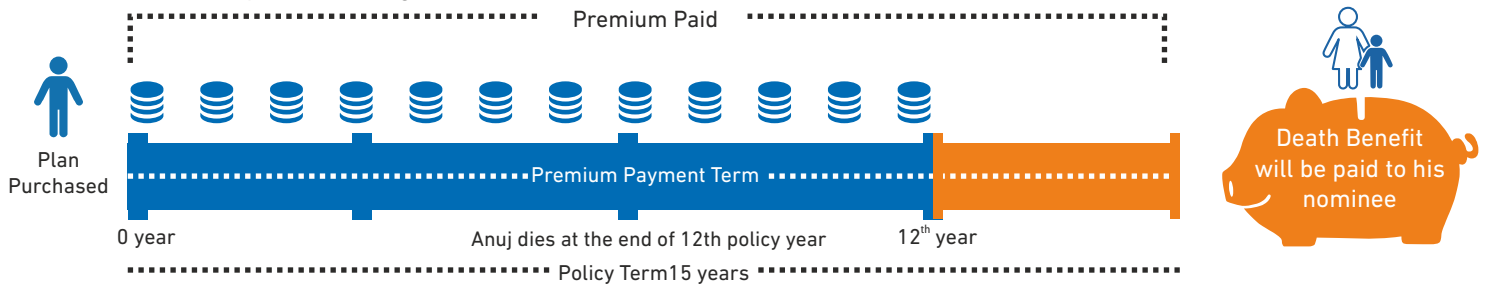 Premium Paid
Plan
Purchased
Premium Payment Term
0 year
Anuj dies at the end of 12th policy year
12th year
Policy Term15 years
Death Benefit
will be paid to his
nominee